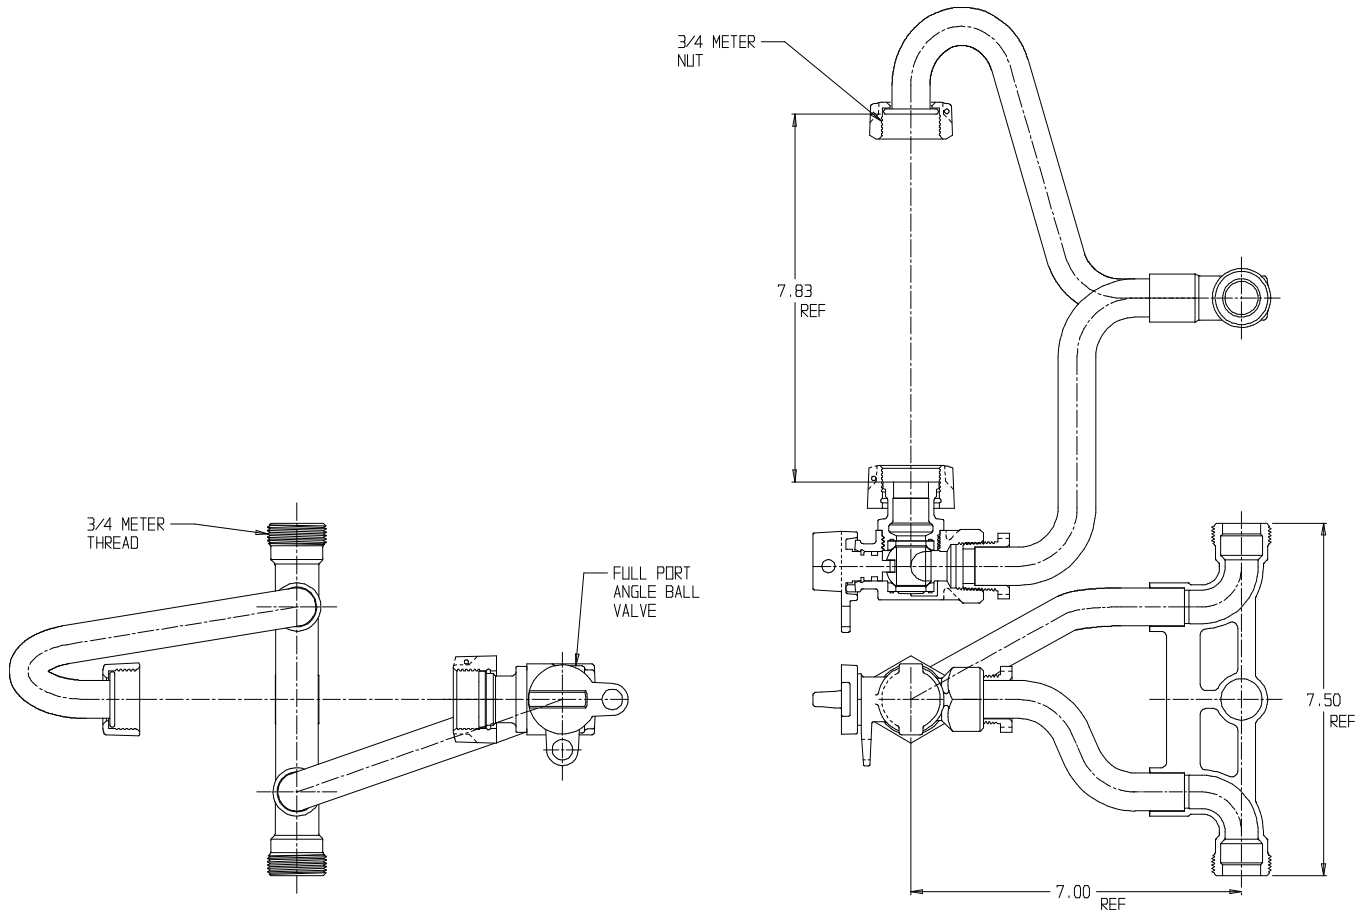 3/4 METER
NUT
7.83
REF
3/4 METER
THREAD
FULL PORT
ANGLE BALL
VALVE
7.50
REF
7.00
REF